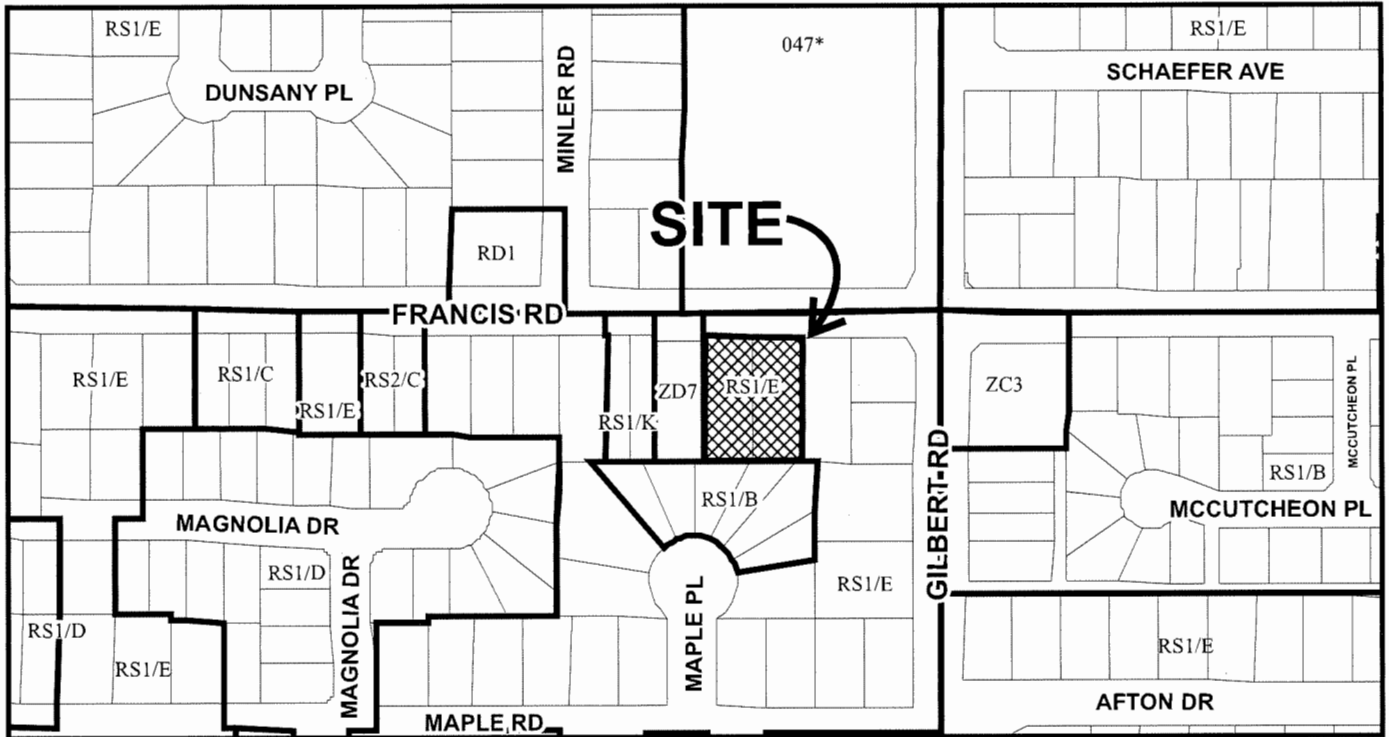 RS1/E
047*
RS1/E
SCHAEFER AVE
DUNSANY PL
MINLER RD
SITE
RD1
FRANCIS RD
RS1/E
RS1/C
RS1/E
RS2/C
RS1/K
ZD7
RS1/E
ZC3
MCCUTCHEON PL
RS1/B
RS1/B
MCCUTCHEON PL
MAGNOLIA DR
GILBERT RD
RS1/D
MAGNOLIA DR
MAPLE PL
RS1/E
RS1/D
RS1/E
RS1/E
AFTON DR
MAPLE RD